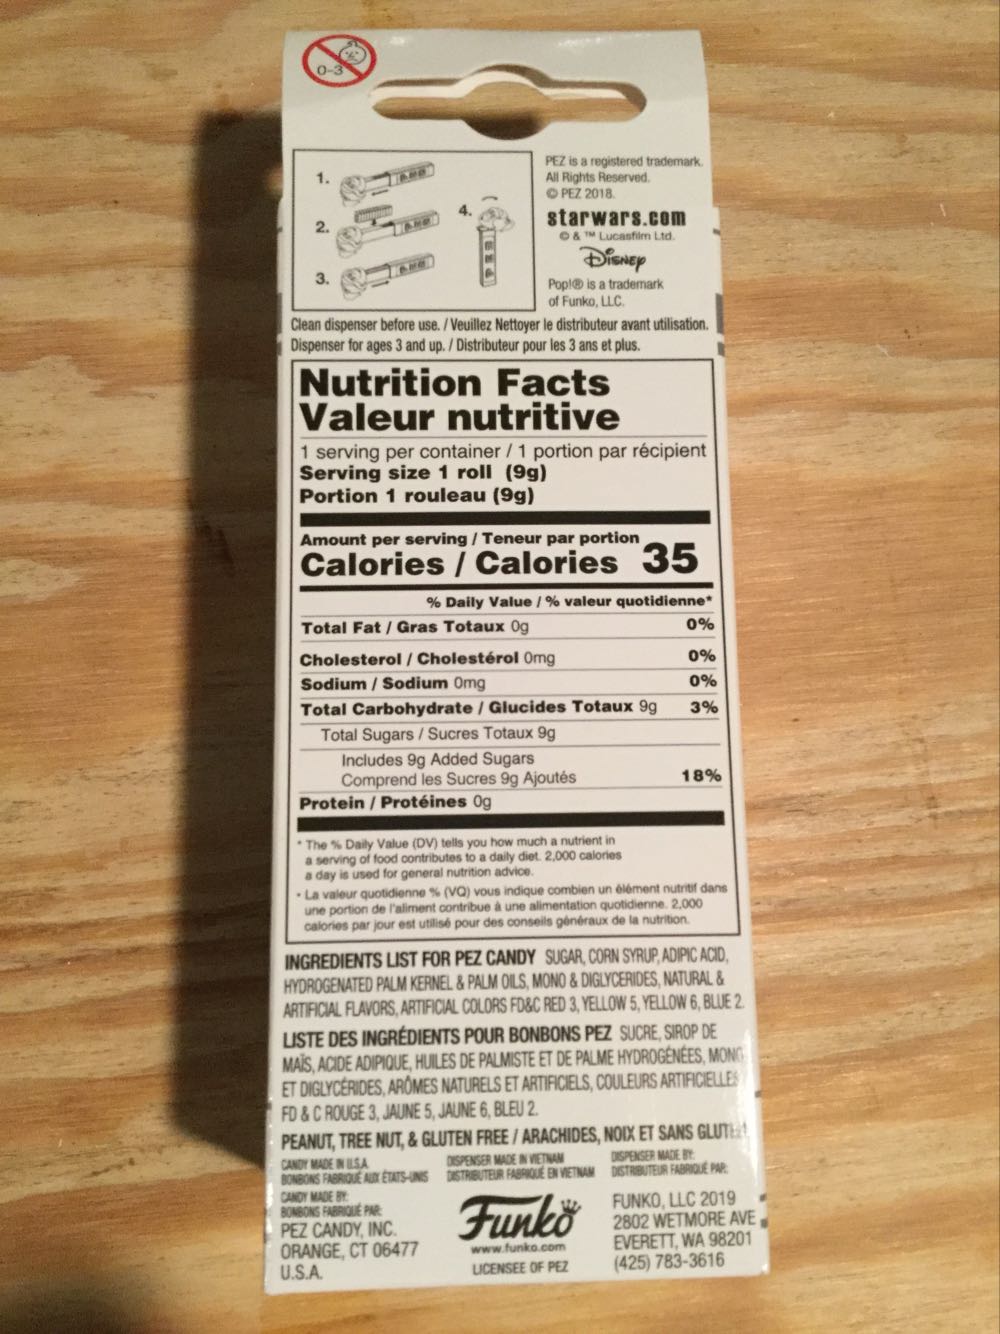 0-3
1.
2.
3.
4.
PEZ is a registered trademark.
All Rights Reserved.
© PEZ 2018.
starwars.com
© & ™ Lucasfilm Ltd.
Disney
Pop!® is a trademark
of Funko, LLC.
Clean dispenser before use. / Veuillez Nettoyer le distributeur avant utilisation.
Dispenser for ages 3 and up. / Distributeur pour les 3 ans et plus.
Nutrition Facts
Valeur nutritive
1 serving per container / 1 portion par récipient
Serving size 1 roll (9g)
Portion 1 rouleau (9g)
Amount per serving / Teneur par portion
Calories / Calories 35
% Daily Value / % valeur quotidienne*
Total Fat / Gras Totaux 0g 0%
Cholesterol / Cholestérol 0mg 0%
Sodium / Sodium 0mg 0%
Total Carbohydrate / Glucides Totaux 9g 3%
Total Sugars / Sucres Totaux 9g
Includes 9g Added Sugars
Comprend les Sucres 9g Ajoutés 18%
Protein / Protéines 0g
* The % Daily Value (DV) tells you how much a nutrient in
a serving of food contributes to a daily diet. 2,000 calories
a day is used for general nutrition advice.
* La valeur quotidienne % (VQ) vous indique combien un élément nutritif dans
une portion de l'aliment contribue à une alimentation quotidienne. 2,000
calories par jour est utilisé pour des conseils généraux de la nutrition.
INGREDIENTS LIST FOR PEZ CANDY SUGAR, CORN SYRUP, ADIPIC ACID,
HYDROGENATED PALM KERNEL & PALM OILS, MONO & DIGLYCERIDES, NATURAL &
ARTIFICIAL FLAVORS, ARTIFICIAL COLORS FD&C RED 3, YELLOW 5, YELLOW 6, BLUE 2.
LISTE DES INGRÉDIENTS POUR BONBONS PEZ SUCRE, SIROP DE
MAÏS, ACIDE ADIPIQUE, HUILES DE PALMISTE ET DE PALME HYDROGÉNÉES, MONO
ET DIGLYCÉRIDES, ARÔMES NATURELS ET ARTIFICIELS, COULEURS ARTIFICIELLES
FD & C ROUGE 3, JAUNE 5, JAUNE 6, BLEU 2.
PEANUT, TREE NUT, & GLUTEN FREE / ARACHIDES, NOIX ET SANS GLUTEN
CANDY MADE IN U.S.A.
BONBONS FABRIQUÉ AUX ÉTATS-UNIS
CANDY MADE BY:
BONBONS FABRIQUÉ PAR:
PEZ CANDY, INC.
ORANGE, CT 06477
U.S.A.
DISPENSER MADE IN VIETNAM
DISTRIBUTEUR FABRIQUÉ EN VIETNAM
Funko
www.funko.com
LICENSEE OF PEZ
DISPENSER MADE BY:
DISTRIBUTEUR FABRIQUÉ PAR:
FUNKO, LLC 2019
2802 WETMORE AVE
EVERETT, WA 98201
(425) 783-3616